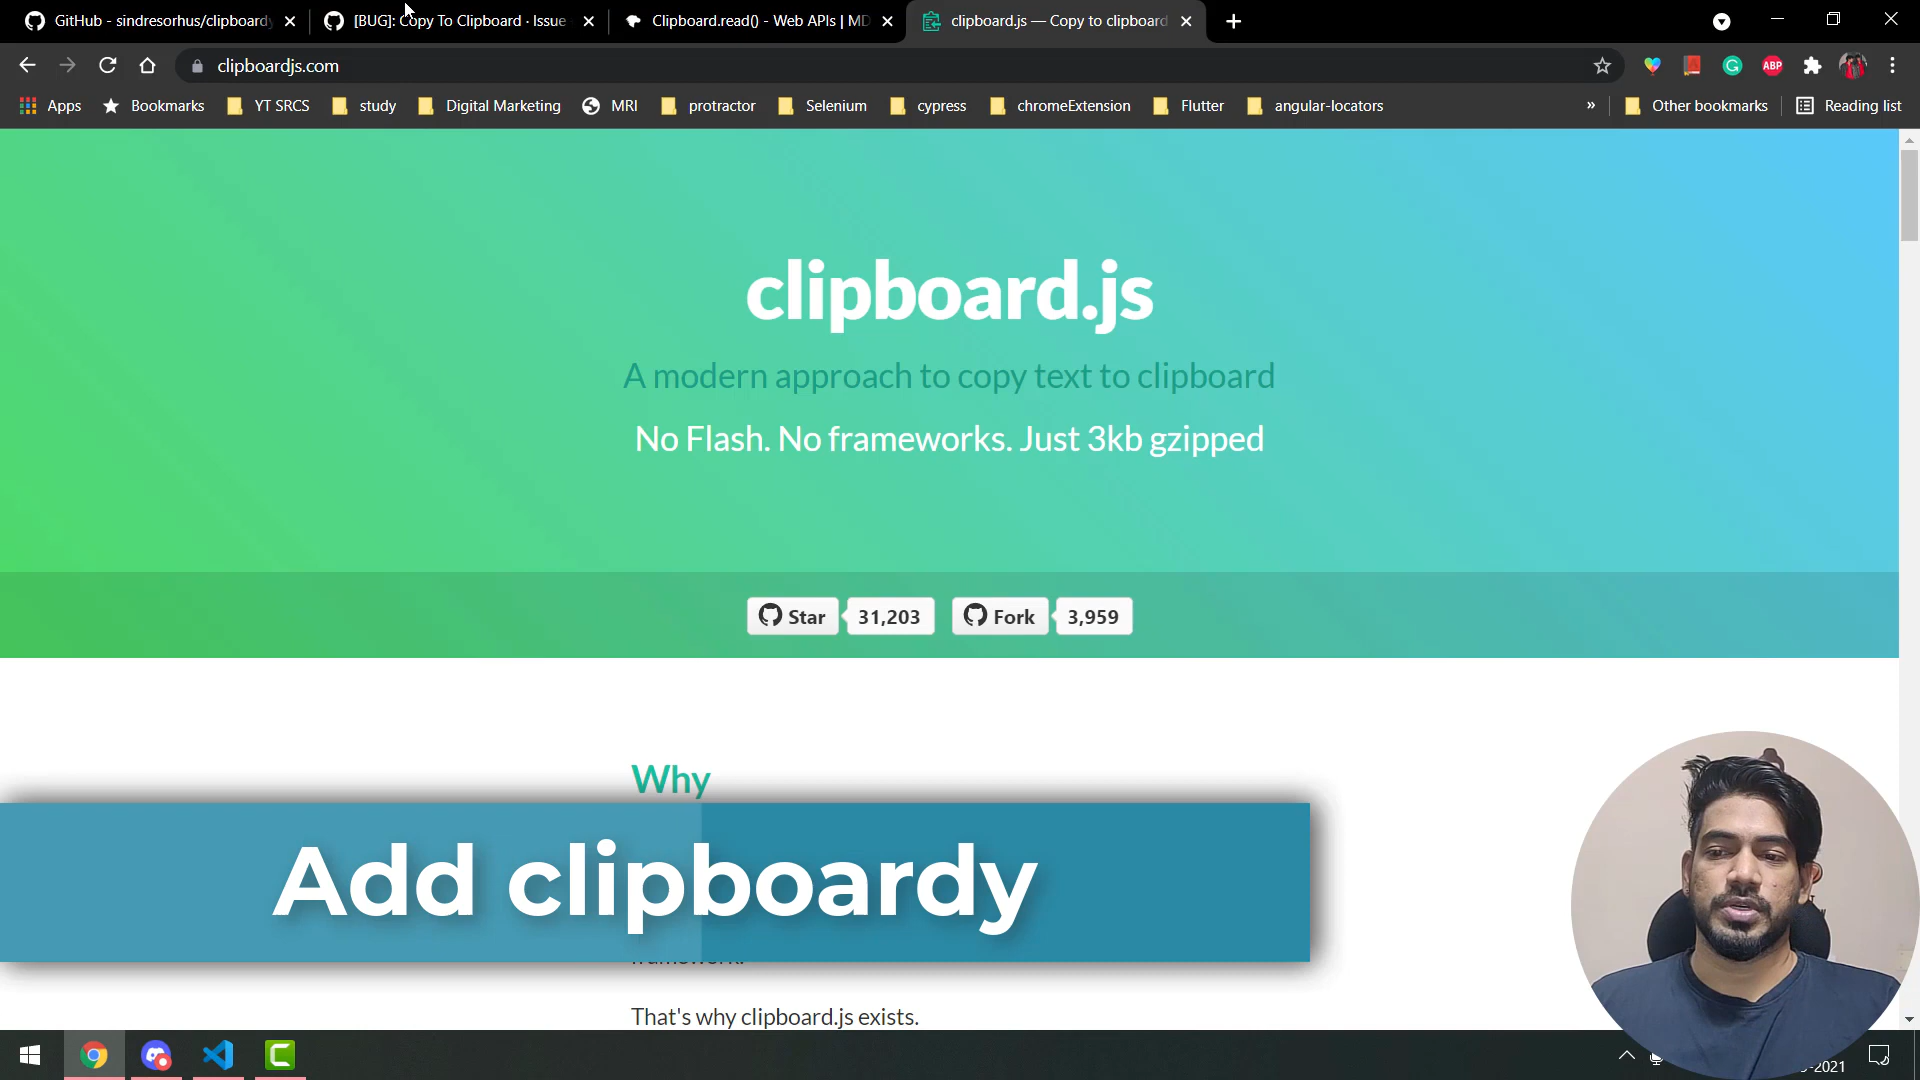 GitHub - sindresorhus/clipboardy
[BUG]: Copy To Clipboard · Issue
Clipboard.read() - Web APIs | MD
clipboard.js — Copy to clipboard
clipboardjs.com
ABP
Apps
Bookmarks
YT SRCS
study
Digital Marketing
MRI
protractor
Selenium
cypress
chromeExtension
Flutter
angular-locators
»
Other bookmarks
Reading list
clipboard.js
A modern approach to copy text to clipboard
No Flash. No frameworks. Just 3kb gzipped
Star
31,203
Fork
3,959
Why
Add clipboardy
That's why clipboard.js exists.